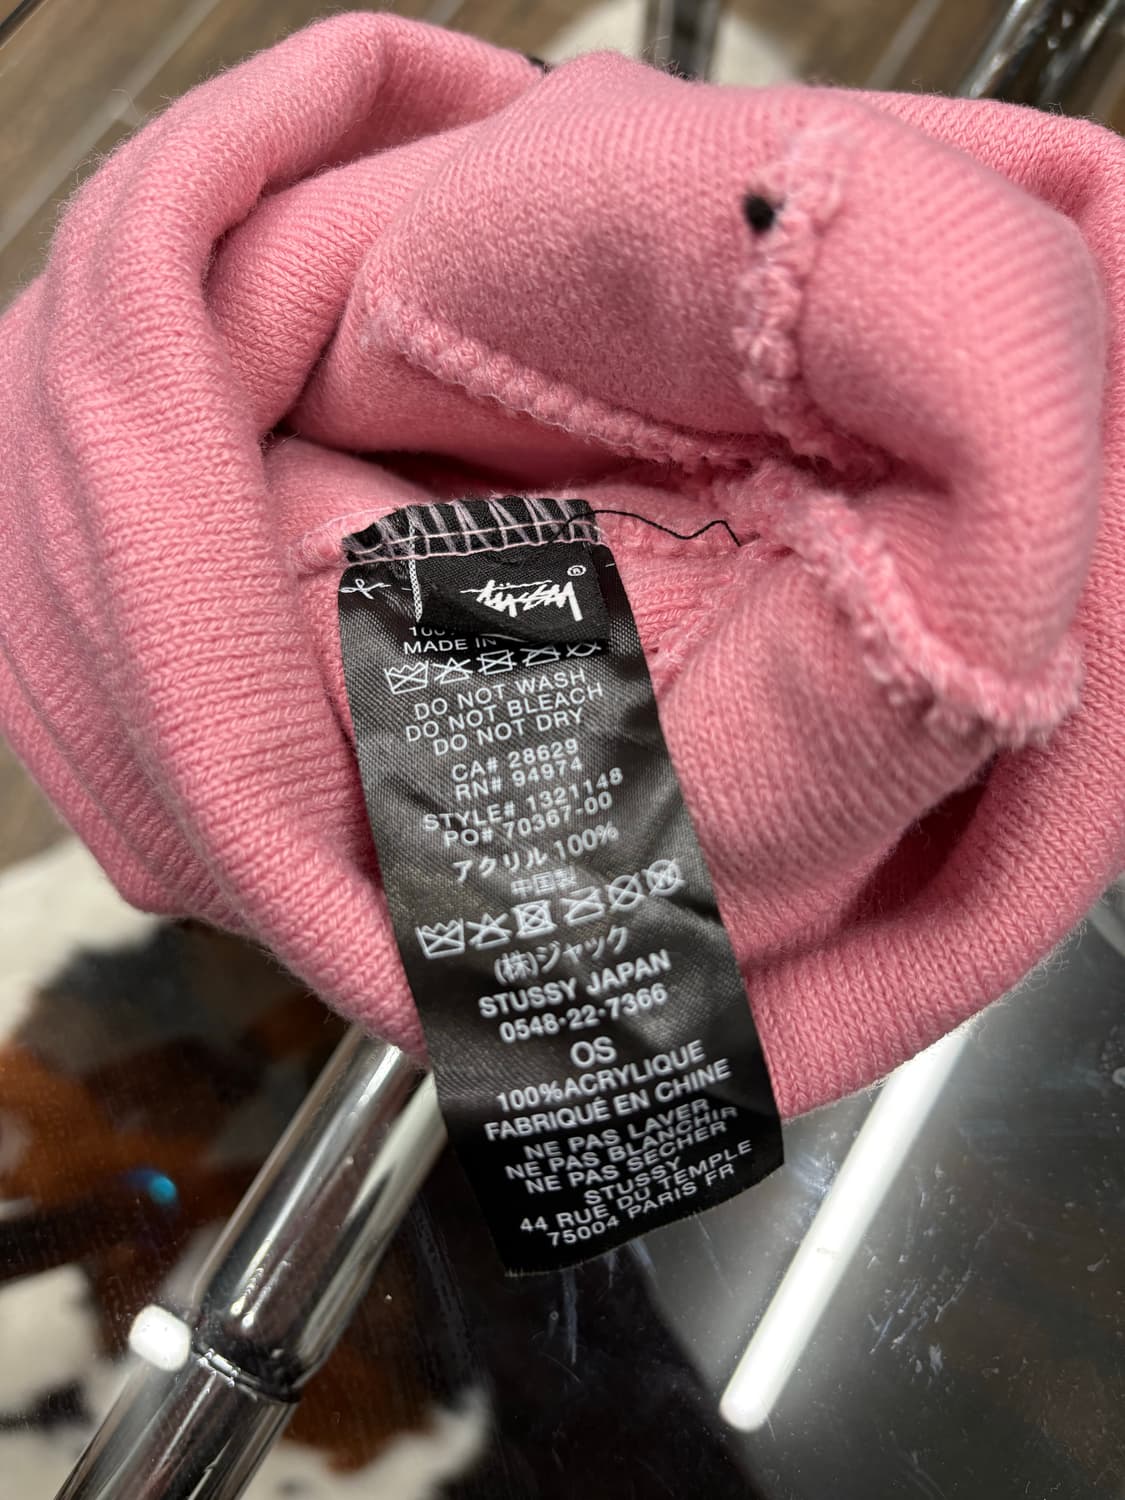 STÜSSY®
100
MADE IN
DO NOT WASH
DO NOT BLEACH
DO NOT DRY
CA# 28629
RN# 94974
STYLE# 1321148
PO# 70367-00
アクリル 100%
中国製
(株)ジャック
STUSSY JAPAN
0548·22·7366
OS
100%ACRYLIQUE
FABRIQUÉ EN CHINE
NE PAS LAVER
NE PAS BLANCHIR
NE PAS SÉCHER
STUSSY
44 RUE DU TEMPLE
75004 PARIS FR